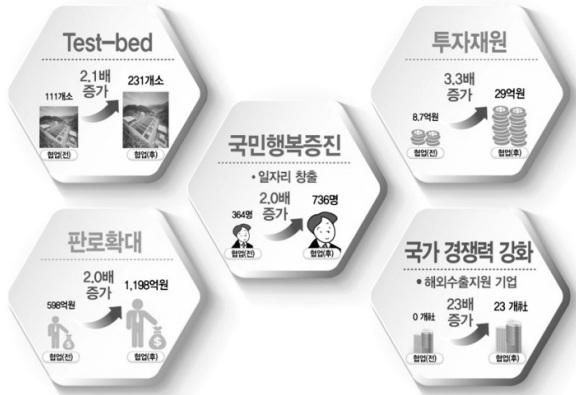 Test-bed
2.1배
증가
111개소
231개소
협업(전)
협업(후)
투자재원
3.3배
증가
8.7억원
29억원
협업(전)
협업(후)
국민행복증진
• 일자리 창출
2.0배
증가
364명
736명
협업(전)
협업(후)
판로확대
2.0배
증가
598억원
1,198억원
협업(전)
협업(후)
국가 경쟁력 강화
• 해외수출지원 기업
23배
증가
0 개社
23 개社
협업(전)
협업(후)